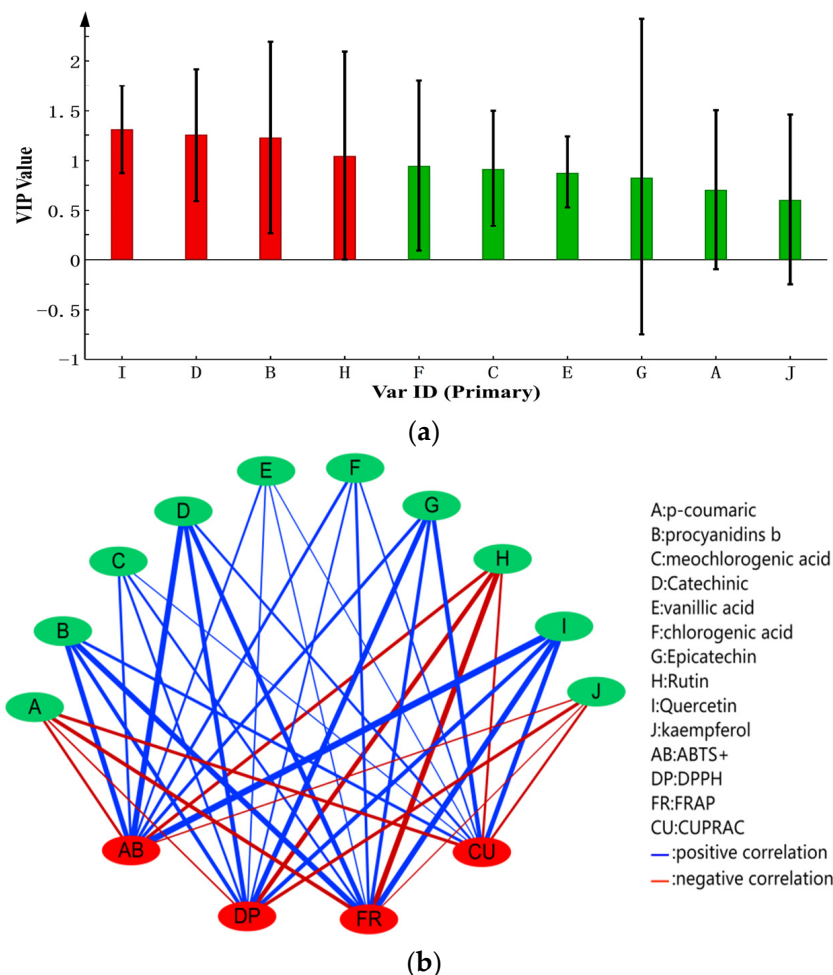 2
1.5
1
0.5
0
−0.5
−1
VIP Value
I D B H F C E G A J
Var ID (Primary)
(a)
E F
D G
C H
B I
A J
AB CU
DP FR
A:p-coumaric
B:procyanidins b
C:meochlorogenic acid
D:Catechinic
E:vanillic acid
F:chlorogenic acid
G:Epicatechin
H:Rutin
I:Quercetin
J:kaempferol
AB:ABTS+
DP:DPPH
FR:FRAP
CU:CUPRAC
:positive correlation
:negative correlation
(b)